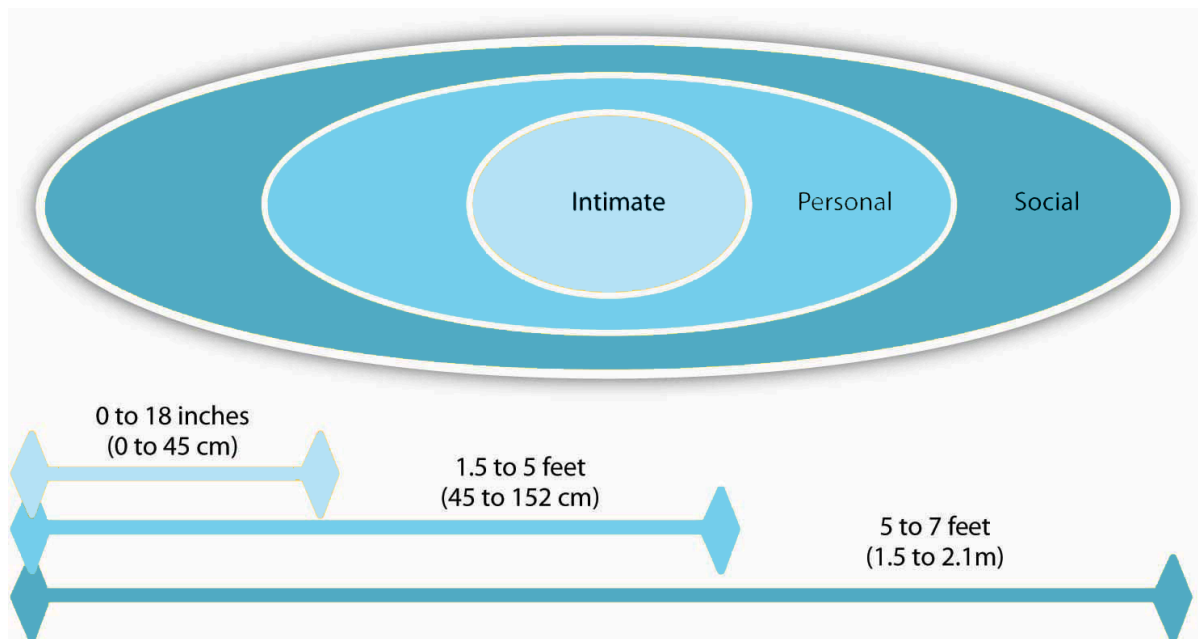 Intimate
Personal
Social
0 to 18 inches
(0 to 45 cm)
1.5 to 5 feet
(45 to 152 cm)
5 to 7 feet
(1.5 to 2.1m)